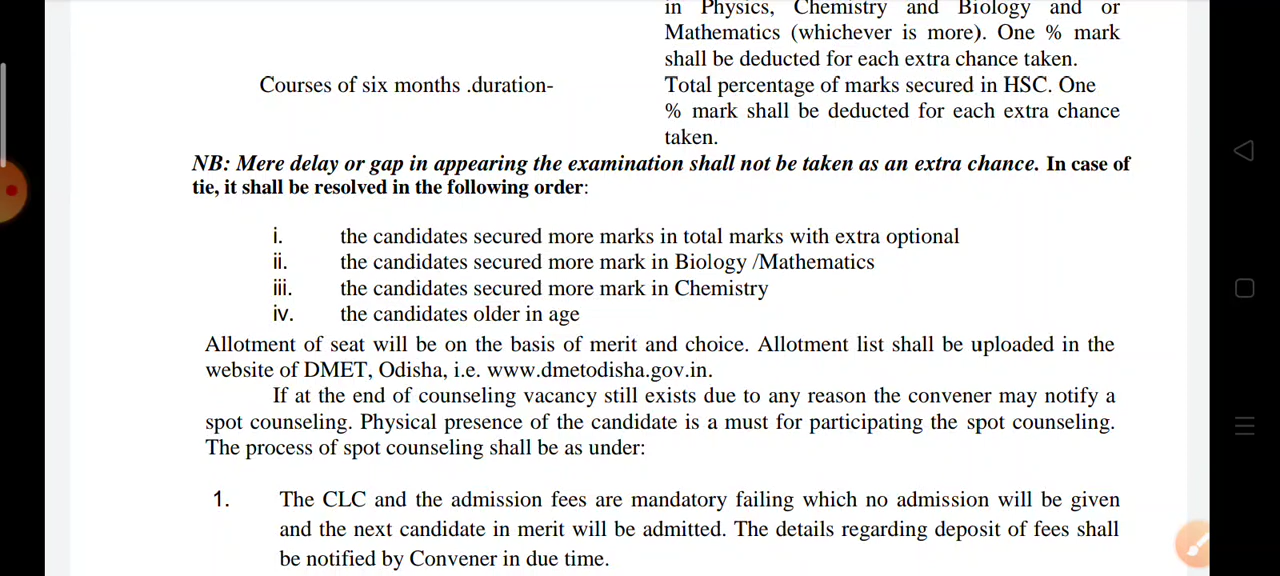 in Physics, Chemistry and Biology and or
Mathematics (whichever is more). One % mark
shall be deducted for each extra chance taken.
Courses of six months .duration- Total percentage of marks secured in HSC. One
% mark shall be deducted for each extra chance
taken.
NB: Mere delay or gap in appearing the examination shall not be taken as an extra chance. In case of
tie, it shall be resolved in the following order:
i. the candidates secured more marks in total marks with extra optional
ii. the candidates secured more mark in Biology /Mathematics
iii. the candidates secured more mark in Chemistry
iv. the candidates older in age
Allotment of seat will be on the basis of merit and choice. Allotment list shall be uploaded in the
website of DMET, Odisha, i.e. www.dmetodisha.gov.in.
If at the end of counseling vacancy still exists due to any reason the convener may notify a
spot counseling. Physical presence of the candidate is a must for participating the spot counseling.
The process of spot counseling shall be as under:
1. The CLC and the admission fees are mandatory failing which no admission will be given
and the next candidate in merit will be admitted. The details regarding deposit of fees shall
be notified by Convener in due time.